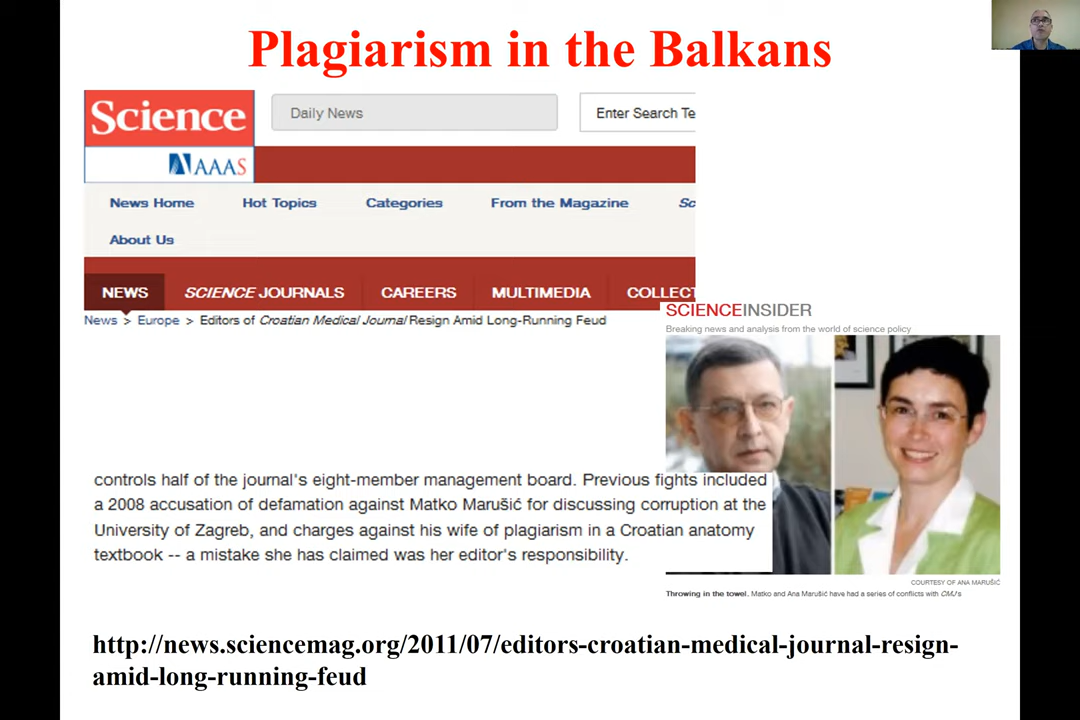 Plagiarism in the Balkans
Science
AAAS
Daily News
Enter Search Te
News Home Hot Topics Categories From the Magazine Sc
About Us
NEWS SCIENCE JOURNALS CAREERS MULTIMEDIA COLLECT
News > Europe > Editors of Croatian Medical Journal Resign Amid Long-Running Feud
SCIENCEINSIDER
Breaking news and analysis from the world of science policy
controls half of the journal's eight-member management board. Previous fights included
a 2008 accusation of defamation against Matko Marušić for discussing corruption at the
University of Zagreb, and charges against his wife of plagiarism in a Croatian anatomy
textbook -- a mistake she has claimed was her editor's responsibility.
COURTESY OF ANA MARUŠIĆ
Throwing in the towel. Matko and Ana Marušić have had a series of conflicts with CMJ's
http://news.sciencemag.org/2011/07/editors-croatian-medical-journal-resign-
amid-long-running-feud